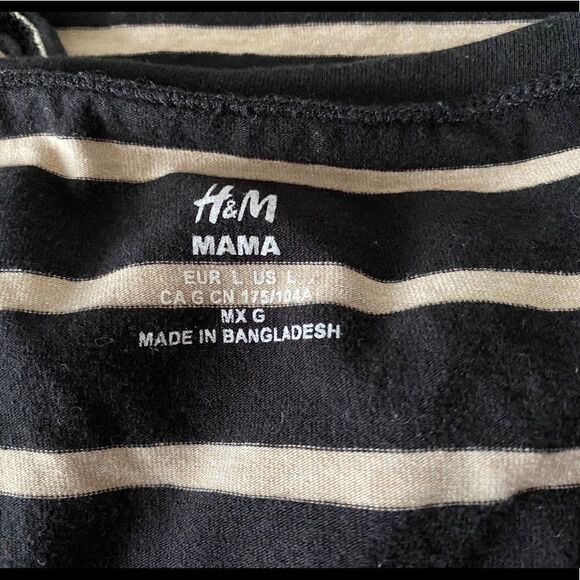 H&M
MAMA
EUR L US L
CA G CN 175/104A
MX G
MADE IN BANGLADESH